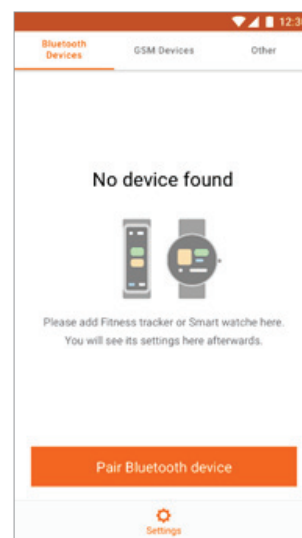 12:30
Bluetooth Devices GSM Devices Other
No device found
Please add Fitness tracker or Smart watche here.
You will see its settings here afterwards.
Pair Bluetooth device
Settings